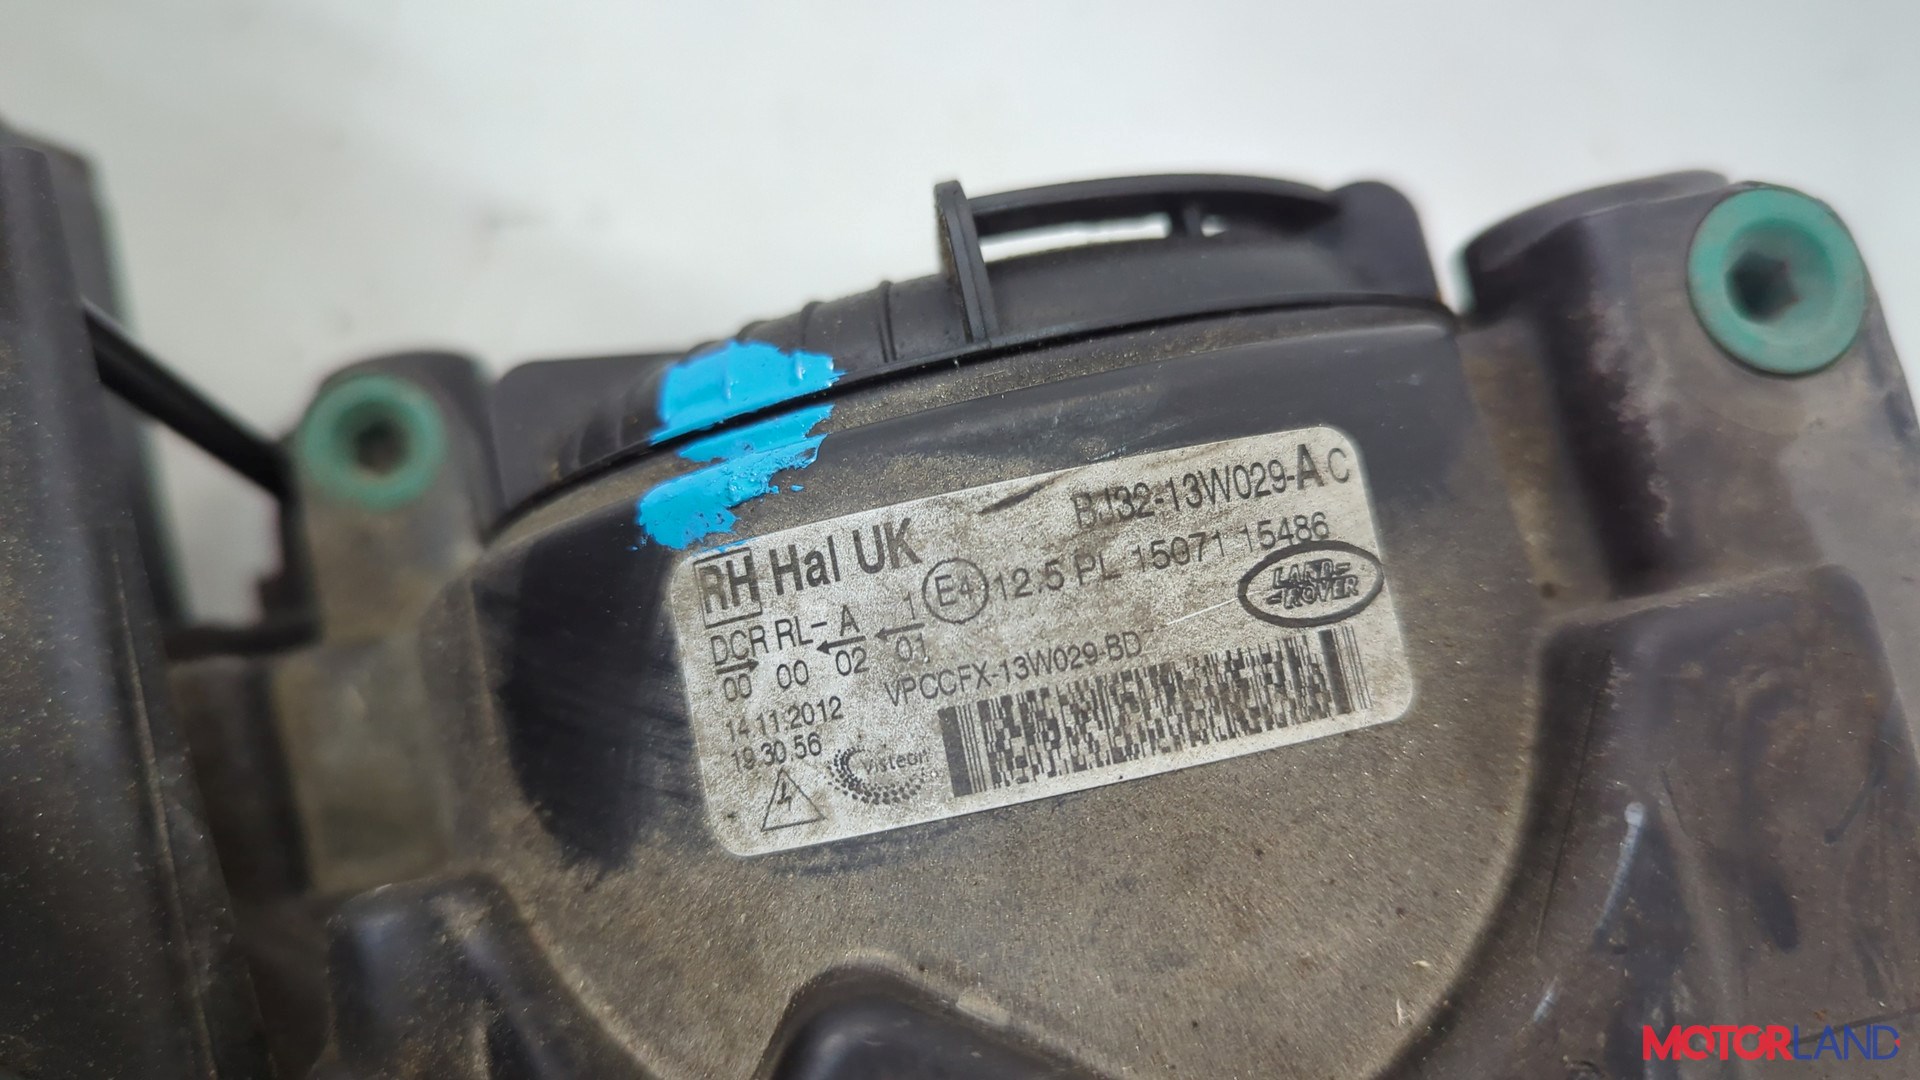 RH Hal UK BJ32-13W029-AC
DCR RL- A 1 E4 12.5 PL 15071 15486
00 00 02 01 LAND-
-ROVER
VPCCFX-13W029-BD
14.11.2012
19.30.56
Visteon
MOTORLAND